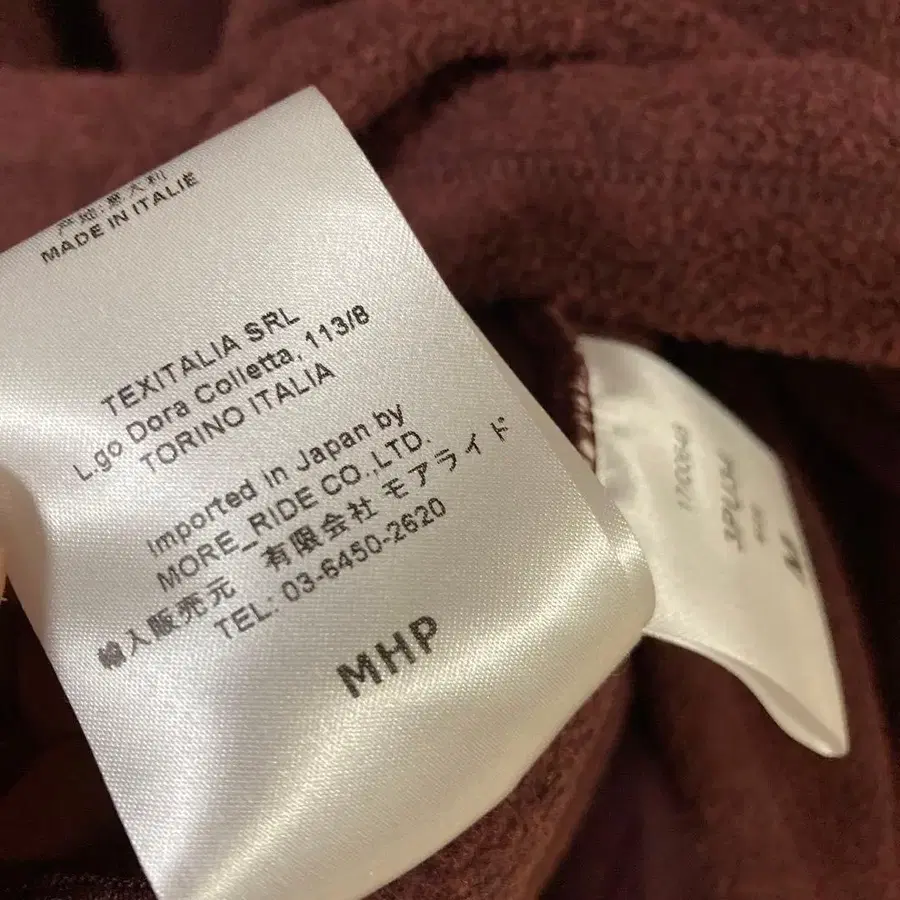 产地:意大利
MADE IN ITALIË
TEXITALIA SRL
L.go Dora Colletta, 113/8
TORINO ITALIA
Imported in Japan by
MORE_RIDE CO.,LTD.
輸入販売元 有限会社 モアライド
TEL: 03-6450-2620
MHP
M